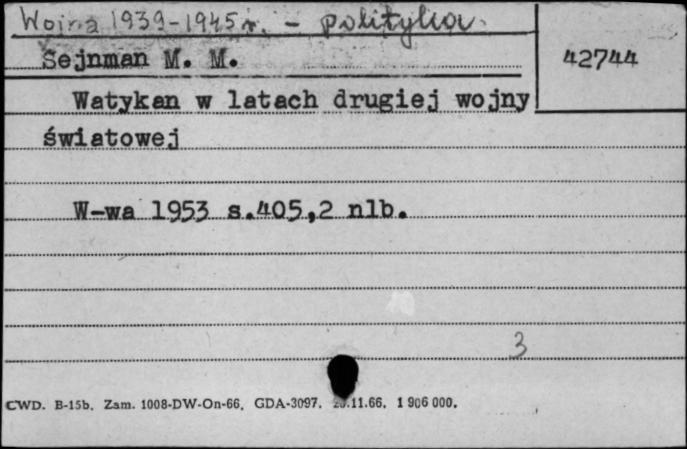 Wojna 1939-1945 r. - polityka
Sejnman M. M.
42744
Watykan w latach drugiej wojny
światowej
W-wa 1953 s.405,2 nlb.
3
CWD. B-15b. Zam. 1008-DW-On-66. GDA-3097. .11.66. 1 906 000.